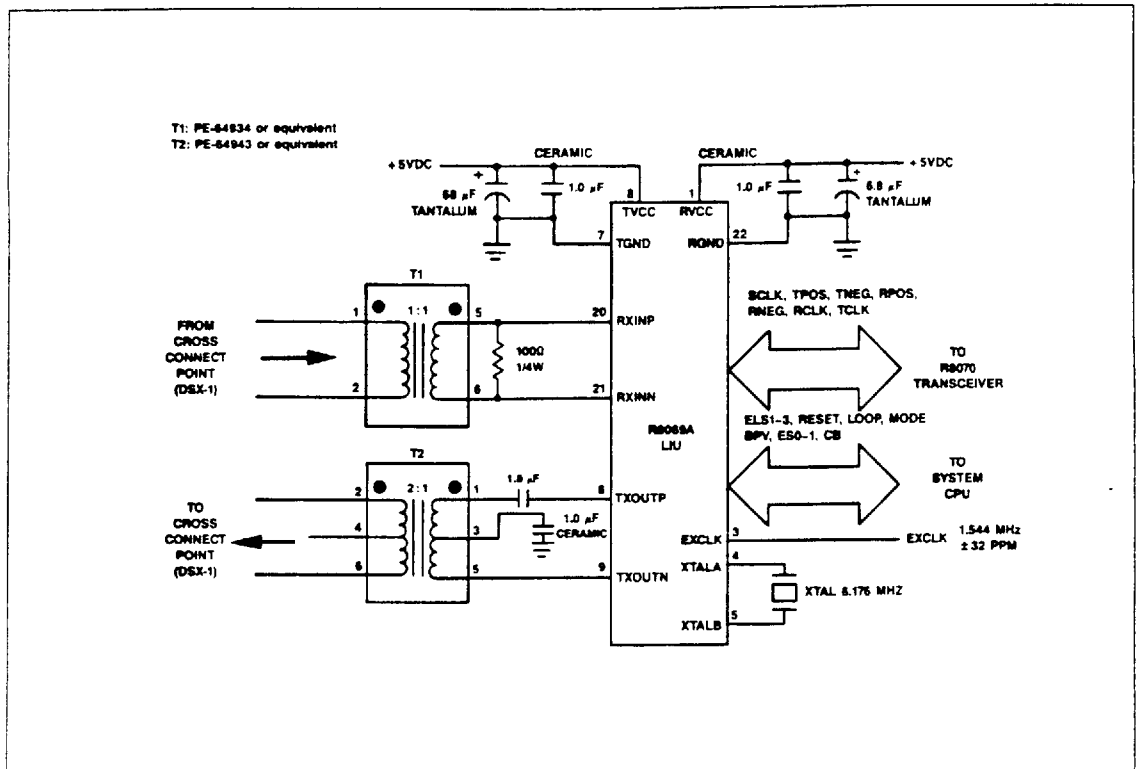 T1: PE-64934 or equivalent
T2: PE-64943 or equivalent
+5VDC
CERAMIC
CERAMIC
+5VDC
+
68 µF
TANTALUM
1.0 µF
8
TVCC
1
RVCC
1.0 µF
+
6.8 µF
TANTALUM
7
TGND
RGND
22
T1
1
1:1
5
2
6
FROM
CROSS
CONNECT
POINT
(DSX-1)
100Ω
1/4W
20
RXINP
21
RXINN
SCLK, TPOS, TNEG, RPOS,
RNEG, RCLK, TCLK
TO
R8070
TRANSCEIVER
R8069A
LIU
ELS1-3, RESET, LOOP, MODE
BPV, ES0-1, CB
TO
SYSTEM
CPU
T2
2
2:1
1
4
3
6
5
TO
CROSS
CONNECT
POINT
(DSX-1)
1.0 µF
CERAMIC
TXOUTP
9
TXOUTN
EXCLK
3
EXCLK
1.544 MHz
± 32 PPM
XTALA
4
XTAL 6.176 MHZ
XTALB
5